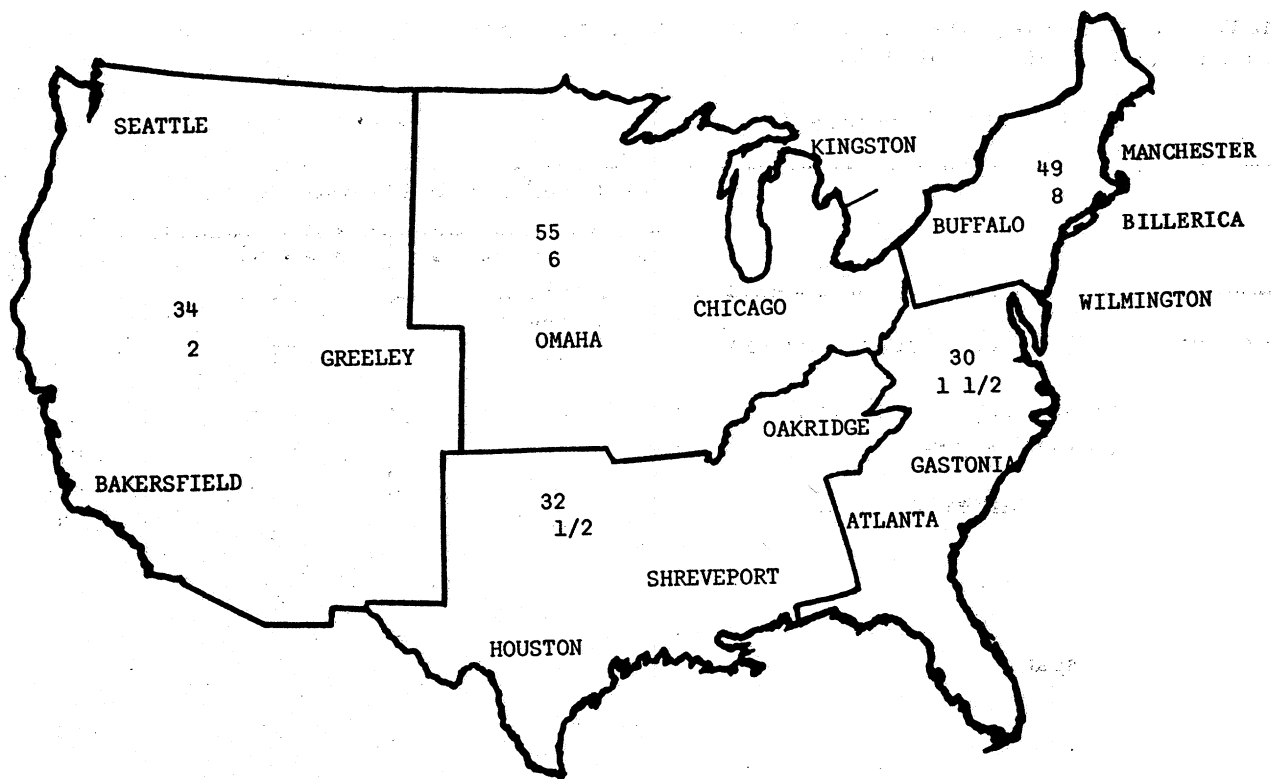 SEATTLE
KINGSTON
MANCHESTER
49
8
BUFFALO
BILLERICA
55
6
WILMINGTON
34
2
CHICAGO
OMAHA
GREELEY
30
1 1/2
OAKRIDGE
GASTONIA
BAKERSFIELD
32
1/2
ATLANTA
SHREVEPORT
HOUSTON